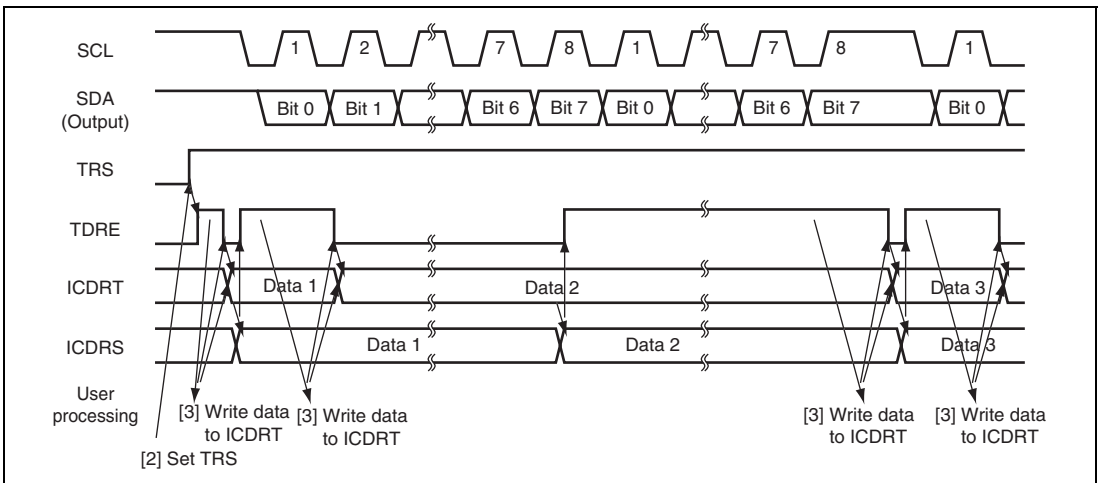 SCL 1 2 7 8 1 7 8 1
SDA
(Output) Bit 0 Bit 1 Bit 6 Bit 7 Bit 0 Bit 6 Bit 7 Bit 0
TRS
TDRE
ICDRT Data 1 Data 2 Data 3
ICDRS Data 1 Data 2 Data 3
User
processing
[3] Write data
to ICDRT
[3] Write data
to ICDRT
[3] Write data
to ICDRT
[3] Write data
to ICDRT
[2] Set TRS